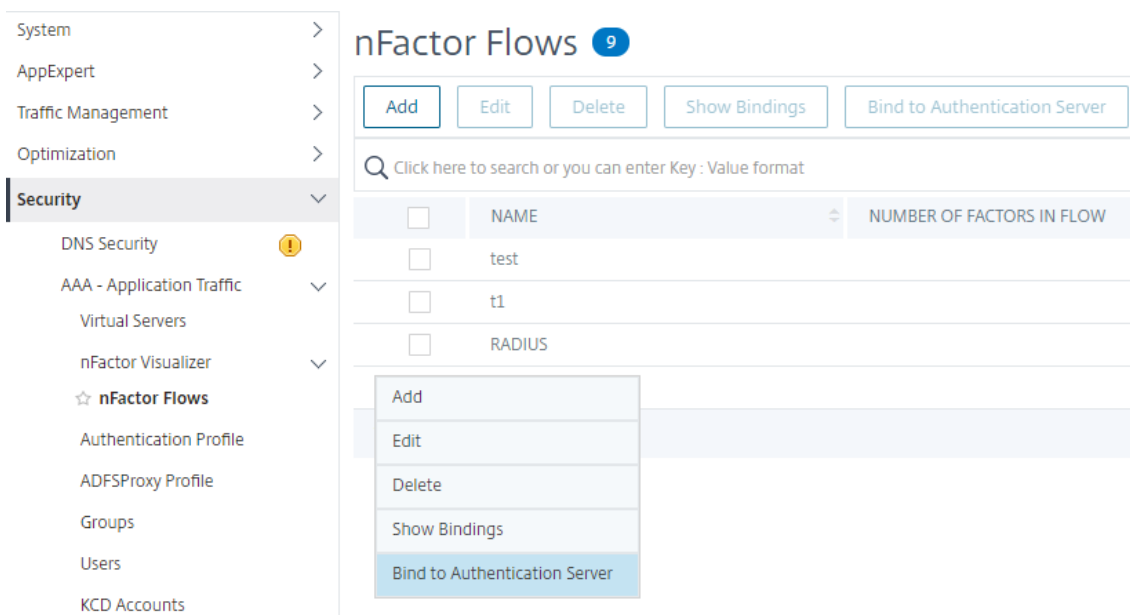 System
AppExpert
Traffic Management
Optimization
Security
DNS Security
AAA - Application Traffic
Virtual Servers
nFactor Visualizer
nFactor Flows
Authentication Profile
ADFSProxy Profile
Groups
Users
KCD Accounts
nFactor Flows 9
Add Edit Delete Show Bindings Bind to Authentication Server
Click here to search or you can enter Key : Value format
NAME NUMBER OF FACTORS IN FLOW
test
t1
RADIUS
Add
Edit
Delete
Show Bindings
Bind to Authentication Server